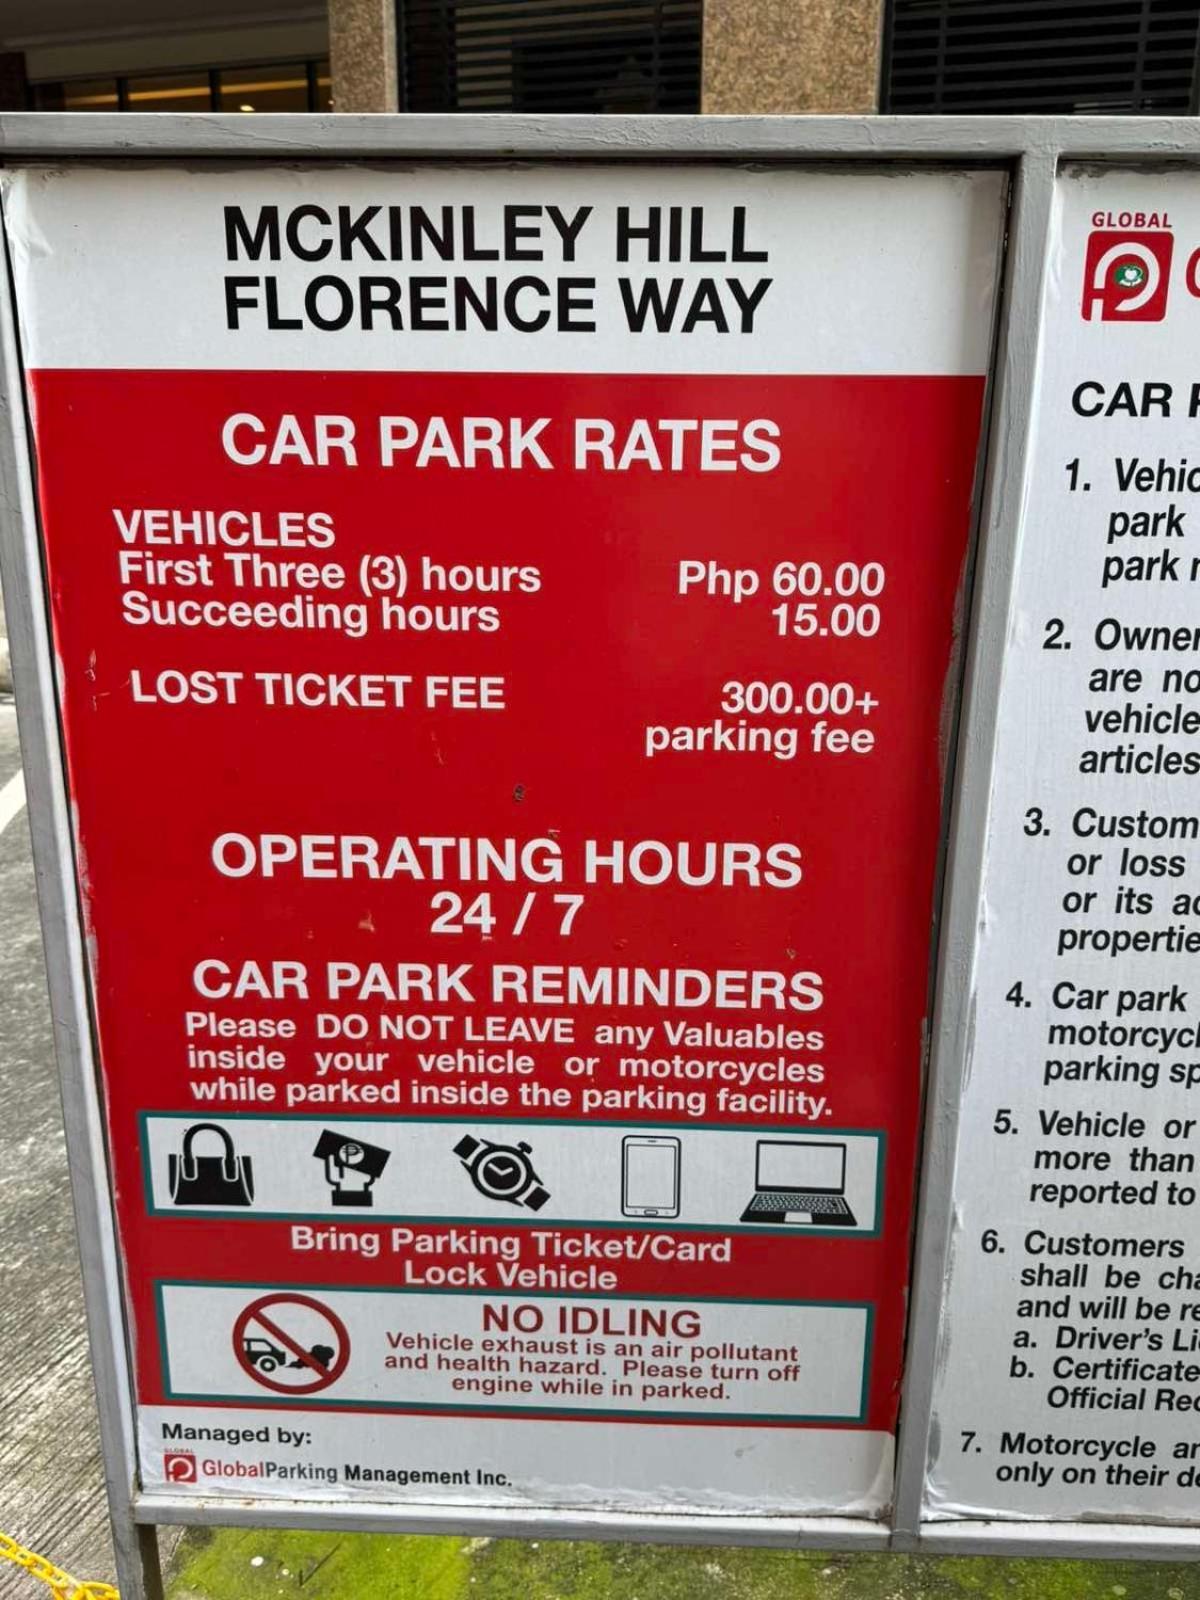 MCKINLEY HILL
FLORENCE WAY
CAR PARK RATES
VEHICLES
First Three (3) hours Php 60.00
Succeeding hours 15.00
LOST TICKET FEE 300.00+
parking fee
OPERATING HOURS
24 / 7
CAR PARK REMINDERS
Please DO NOT LEAVE any Valuables
inside your vehicle or motorcycles
while parked inside the parking facility.
Bring Parking Ticket/Card
Lock Vehicle
NO IDLING
Vehicle exhaust is an air pollutant
and health hazard. Please turn off
engine while in parked.
Managed by:
GLOBAL
GlobalParking Management Inc.
GLOBAL
CAR
1.
park
park
2.
are
vehicle
articles
3.
or loss
or its
4. Car park
parking
5. Vehicle or
more than
reported to
6. Customers
shall be
and will be
a. Driver's
b. Certificate
Official
7. Motorcycle
only on their